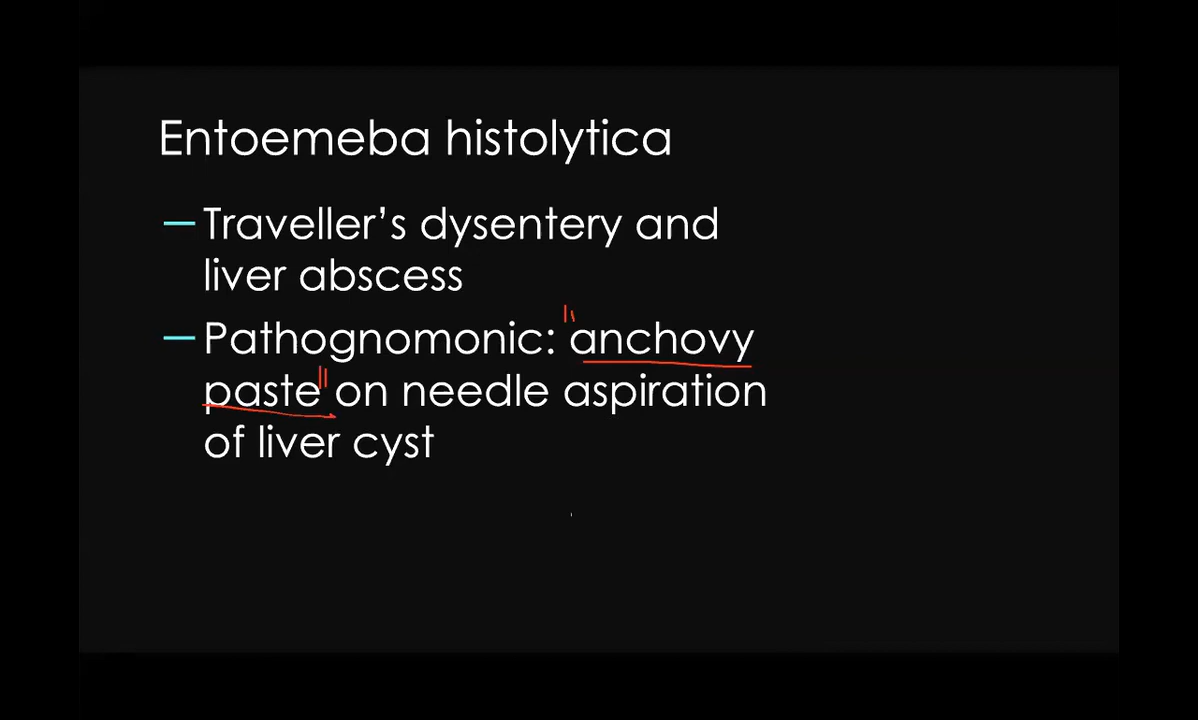 Entoemeba histolytica
– Traveller’s dysentery and
liver abscess
– Pathognomonic: "anchovy
paste" on needle aspiration
of liver cyst